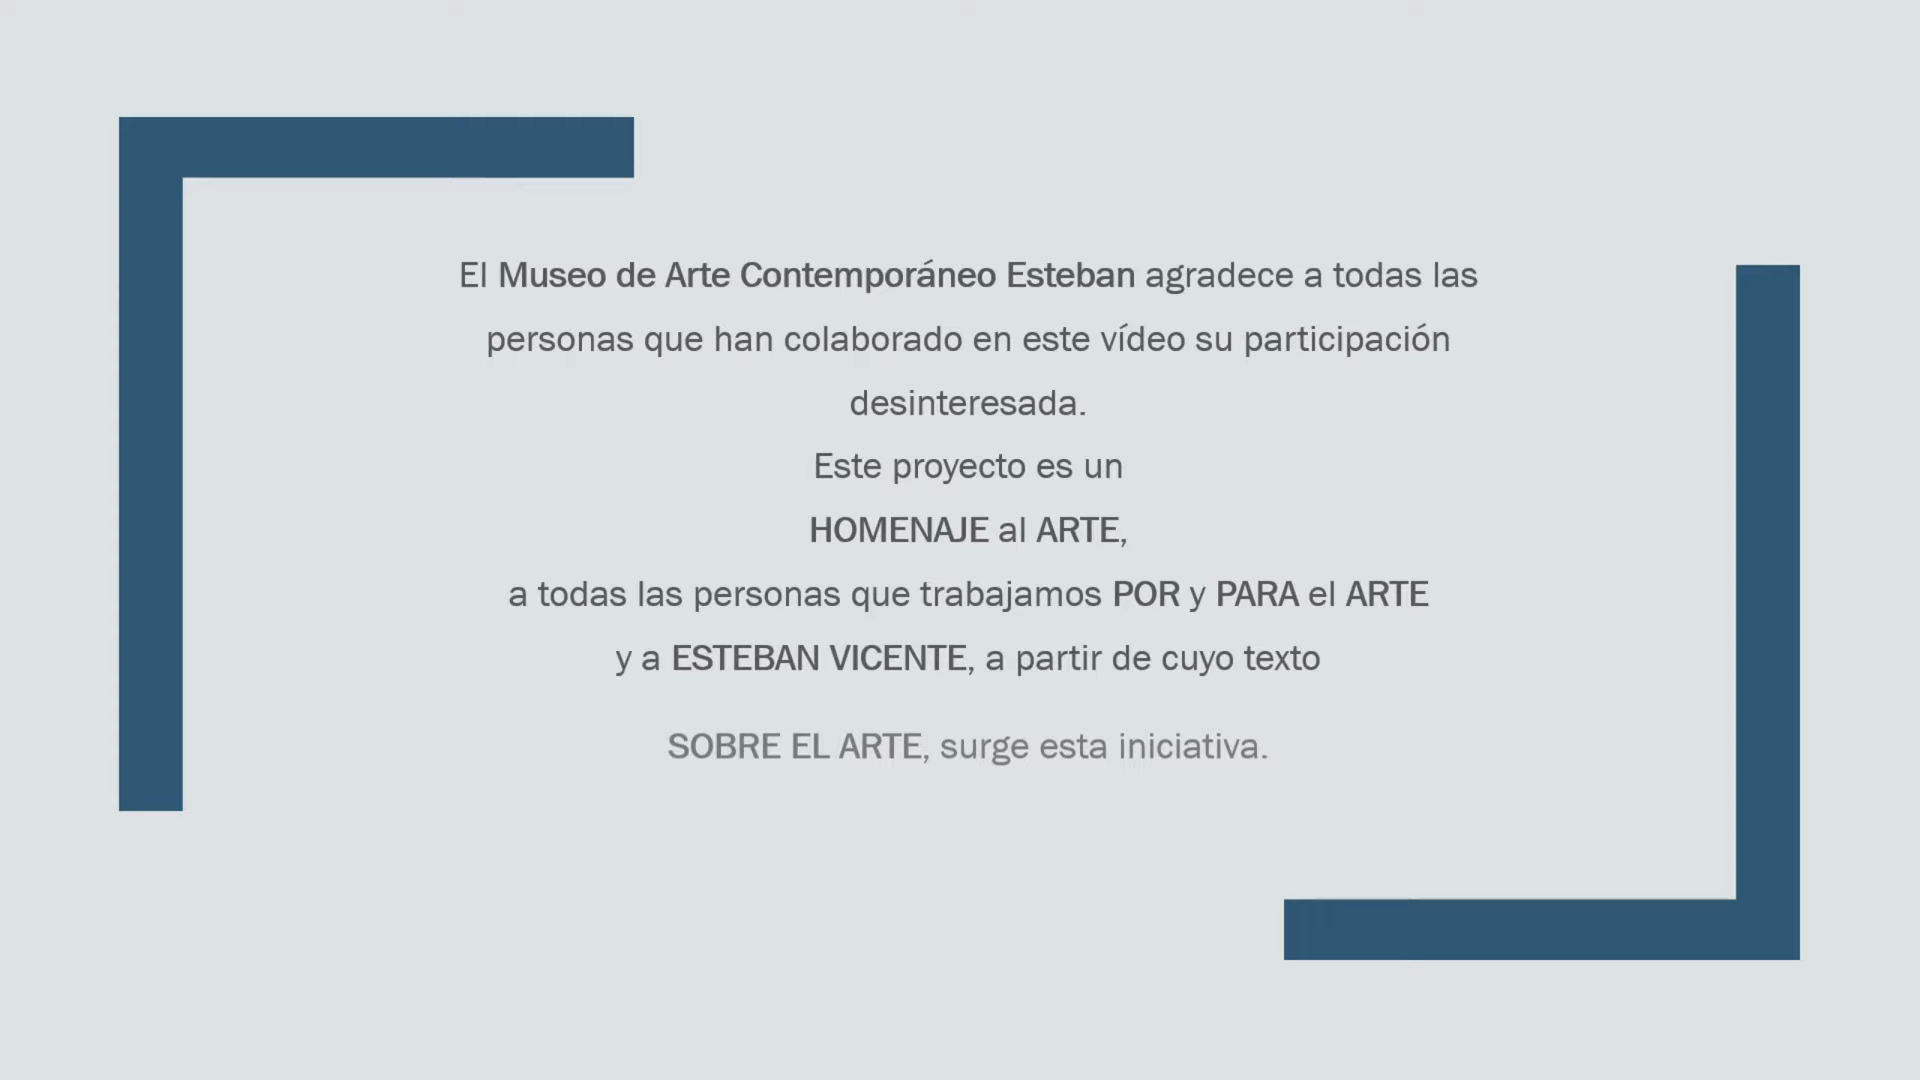 El Museo de Arte Contemporáneo Esteban agradece a todas las
personas que han colaborado en este vídeo su participación
desinteresada.
Este proyecto es un
HOMENAJE al ARTE,
a todas las personas que trabajamos POR y PARA el ARTE
y a ESTEBAN VICENTE, a partir de cuyo texto
SOBRE EL ARTE, surge esta iniciativa.